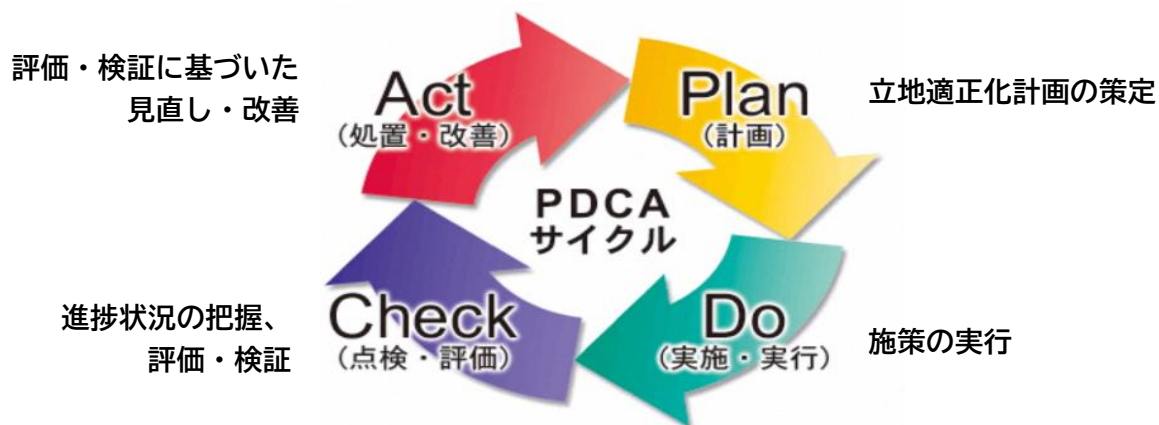 評価・検証に基づいた
見直し・改善
Act
(処置・改善)
Plan
(計画)
立地適正化計画の策定
PDCA
サイクル
進捗状況の把握、
評価・検証
Check
(点検・評価)
Do
(実施・実行)
施策の実行